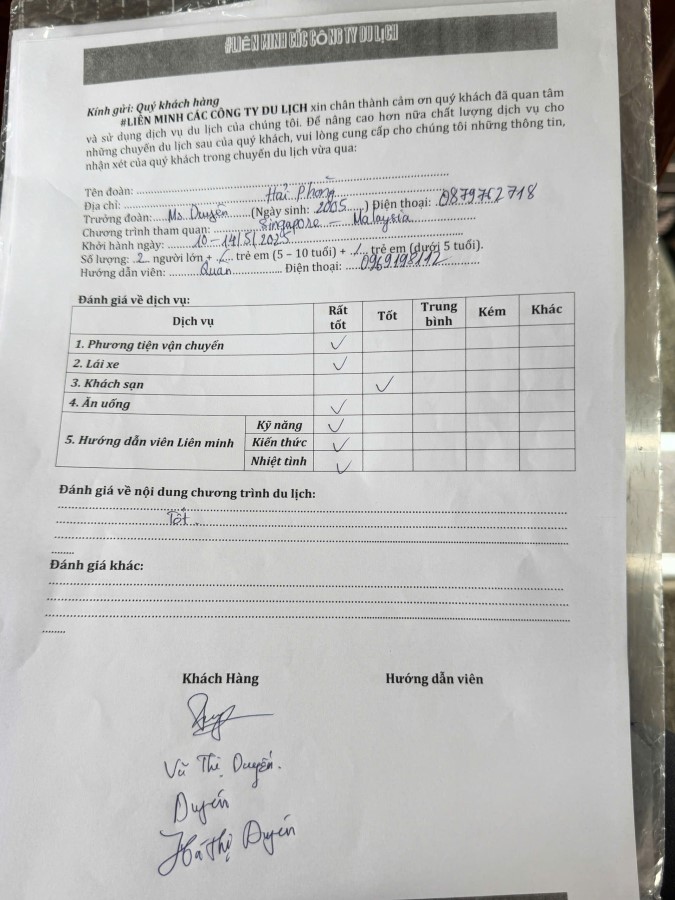 #LIÊN MINH CÁC CÔNG TY DU LỊCH
Kính gửi: Quý khách hàng
#LIÊN MINH CÁC CÔNG TY DU LỊCH xin chân thành cảm ơn quý khách đã quan tâm
và sử dụng dịch vụ du lịch của chúng tôi. Để nâng cao hơn nữa chất lượng dịch vụ cho
những chuyến du lịch sau của quý khách, vui lòng cung cấp cho chúng tôi những thông tin,
nhận xét của quý khách trong chuyến du lịch vừa qua:
Tên đoàn:
Địa chỉ: Hải Phòng
Trưởng đoàn: Ms Duyên (Ngày sinh: 2005) Điện thoại: 0879762718
Chương trình tham quan: Singapore – Malaysia
Khởi hành ngày: 10 - 14/5/2025
Số lượng: 2 người lớn + trẻ em (5 – 10 tuổi) + trẻ em (dưới 5 tuổi).
Hướng dẫn viên: Quan Điện thoại: 0969198112
Đánh giá về dịch vụ:
Dịch vụ Rất tốt Tốt Trung bình Kém Khác
1. Phương tiện vận chuyển ✓
2. Lái xe ✓
3. Khách sạn ✓
4. Ăn uống ✓
5. Hướng dẫn viên Liên minh Kỹ năng ✓
Kiến thức ✓
Nhiệt tình ✓
Đánh giá về nội dung chương trình du lịch:
Tốt
Đánh giá khác:
Khách Hàng Hướng dẫn viên
Vũ Thị Duyến.
Duyến
Hà Thị Duyến